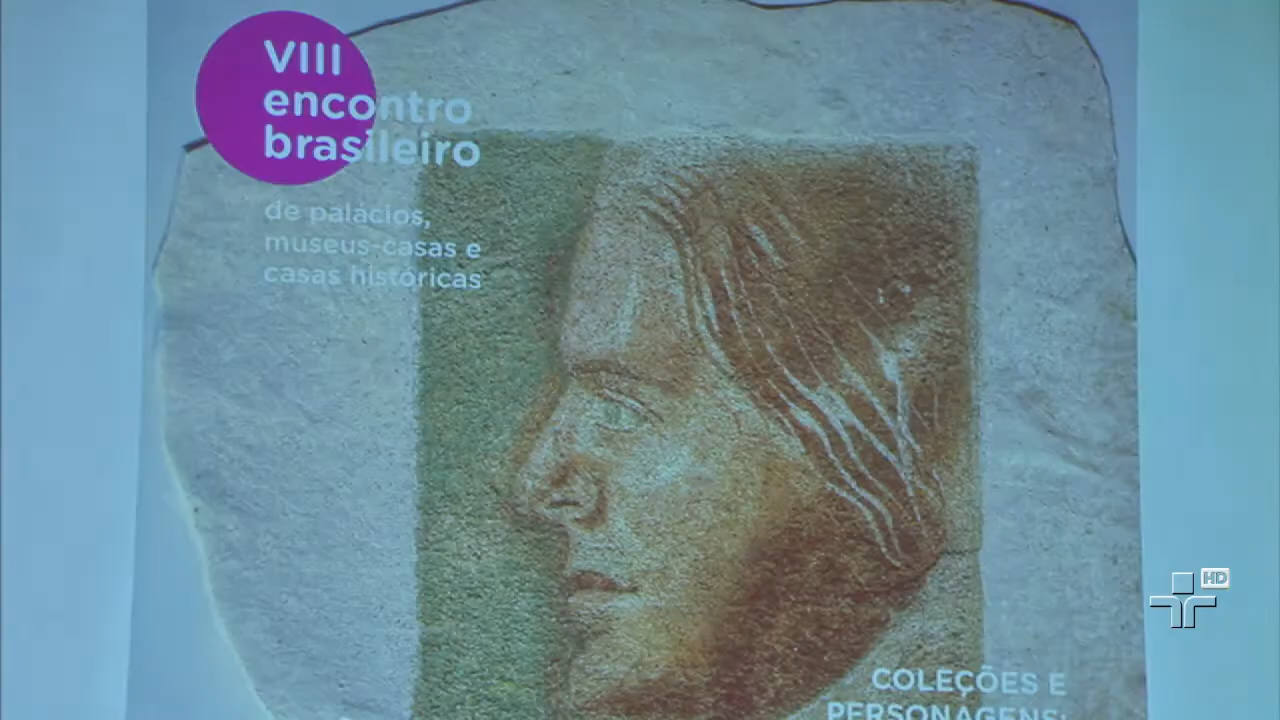 VIII
encontro
brasileiro
de palácios,
museus-casas e
casas históricas
HD
COLEÇÕES E
PERSONAGENS: